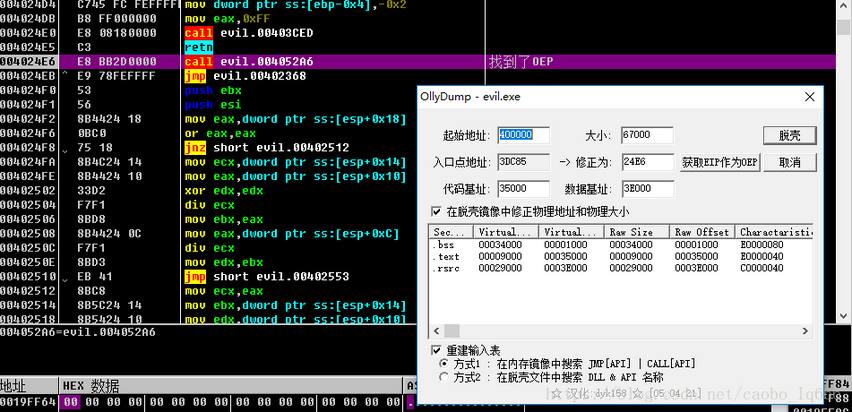 004024D4 C745 FC FEFFFFF mov dword ptr ss:[ebp-0x4],-0x2
004024DB B8 FF000000 mov eax,0xFF
004024E0 E8 08180000 call evil.00403CED
004024E5 C3 retn
004024E6 E8 BB2D0000 call evil.004052A6 找到了OEP
004024EB E9 78FEFFFF jmp evil.00402368
004024F0 53 push ebx
004024F1 56 push esi
004024F2 8B4424 18 mov eax,dword ptr ss:[esp+0x18]
004024F6 0BC0 or eax,eax
004024F8 75 18 jnz short evil.00402512
004024FA 8B4C24 14 mov ecx,dword ptr ss:[esp+0x14]
004024FE 8B4424 10 mov eax,dword ptr ss:[esp+0x10]
00402502 33D2 xor edx,edx
00402504 F7F1 div ecx
00402506 8BD8 mov ebx,eax
00402508 8B4424 0C mov eax,dword ptr ss:[esp+0xC]
0040250C F7F1 div ecx
0040250E 8BD3 mov edx,ebx
00402510 EB 41 jmp short evil.00402553
00402512 8BC8 mov ecx,eax
00402514 8B5C24 14 mov ebx,dword ptr ss:[esp+0x14]
00402518 8B5424 10 mov edx,dword ptr ss:[esp+0x10]
004052A6=evil.004052A6
地址 HEX 数据
0019FF64 00 00 00 00 00 00 00
OllyDump - evil.exe
起始地址: 400000 大小: 67000 脱壳
入口点地址: 3DC85 -> 修正为: 24E6 获取EIP作为OEP 取消
代码基址: 35000 数据基址: 3E000
在脱壳镜像中修正物理地址和物理大小
Sec... Virtual... Virtual... Raw Size Raw Offset Characteristic
.bss 00034000 00001000 00034000 00001000 E0000080
.text 00009000 00035000 00009000 00035000 E0000040
.rsrc 00029000 0003E000 00029000 0003E000 C0000040
重建输入表
方式1 : 在内存镜像中搜索 JMP[API] | CALL[API]
方式2 : 在脱壳文件中搜索 DLL & API 名称
☆ 汉化:cyk158 ☆ [05.04.21]